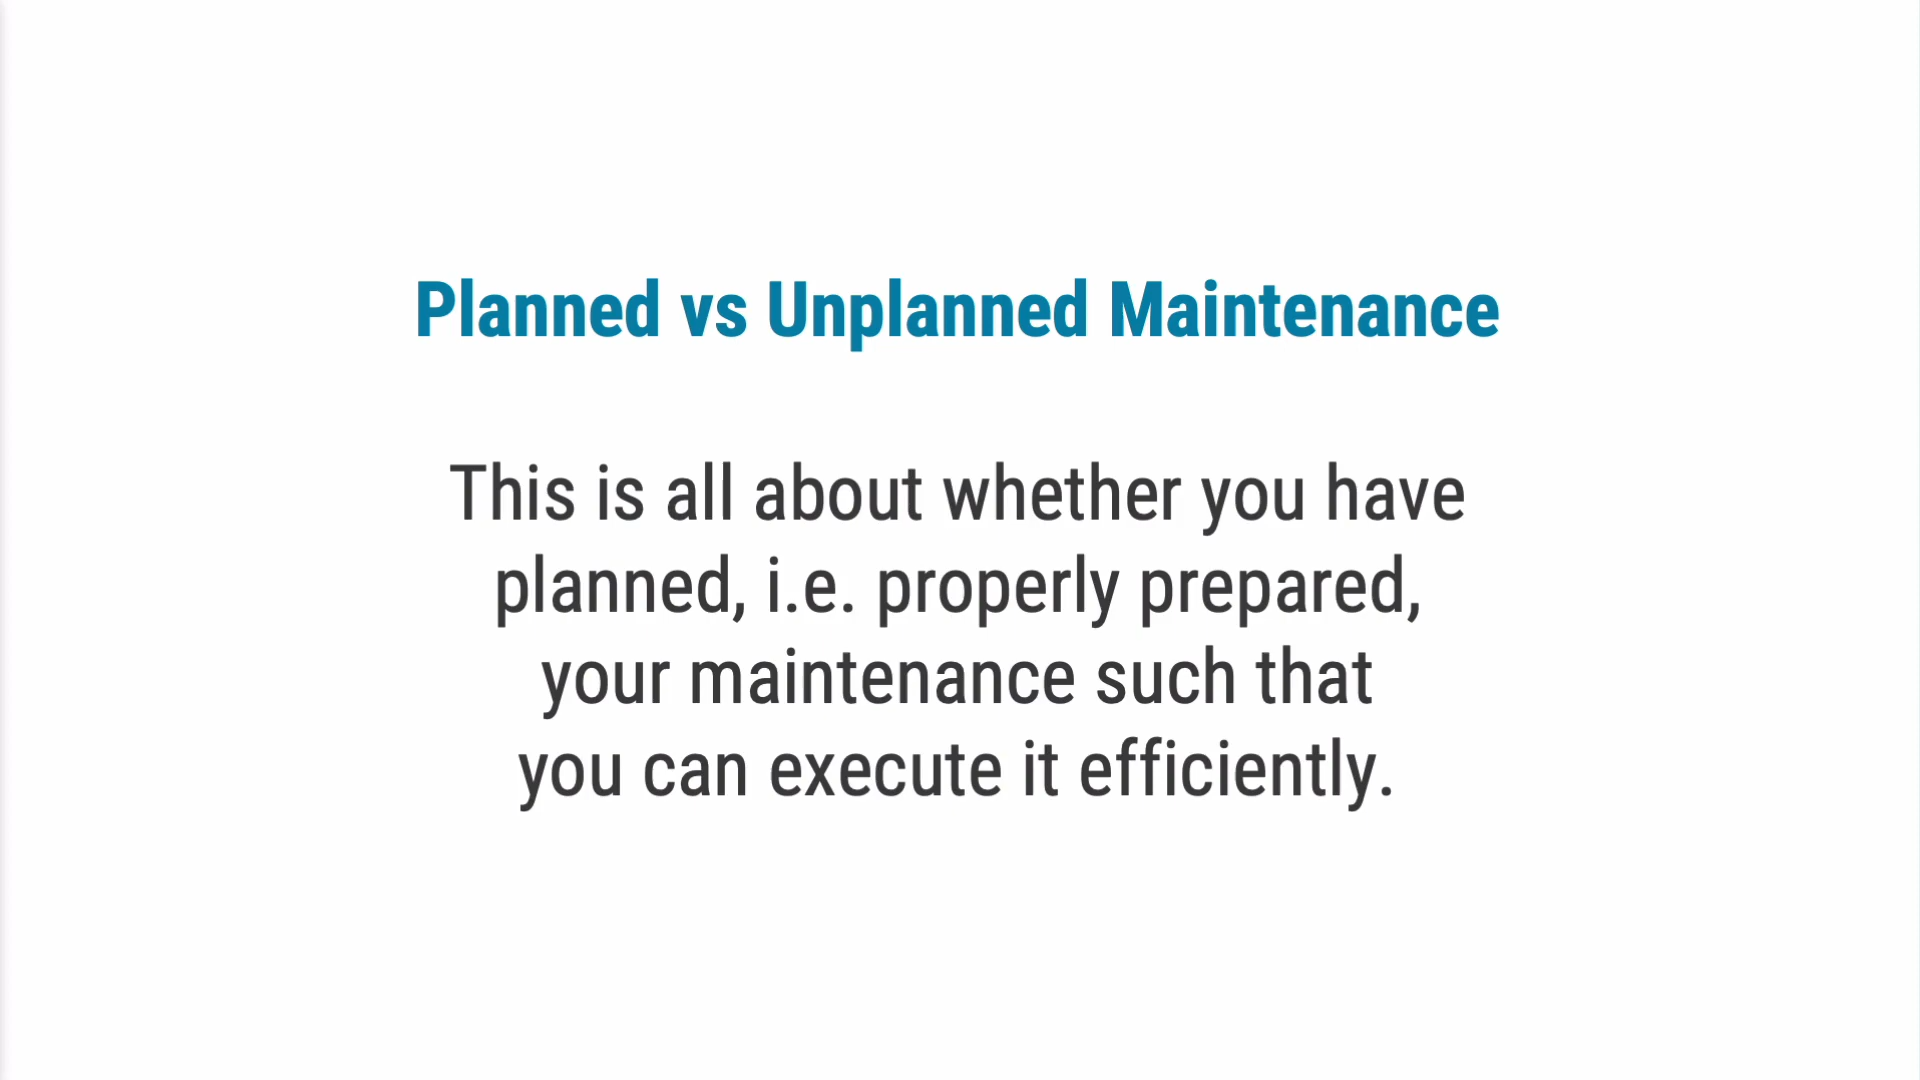 Planned vs Unplanned Maintenance
This is all about whether you have
planned, i.e. properly prepared,
your maintenance such that
you can execute it efficiently.